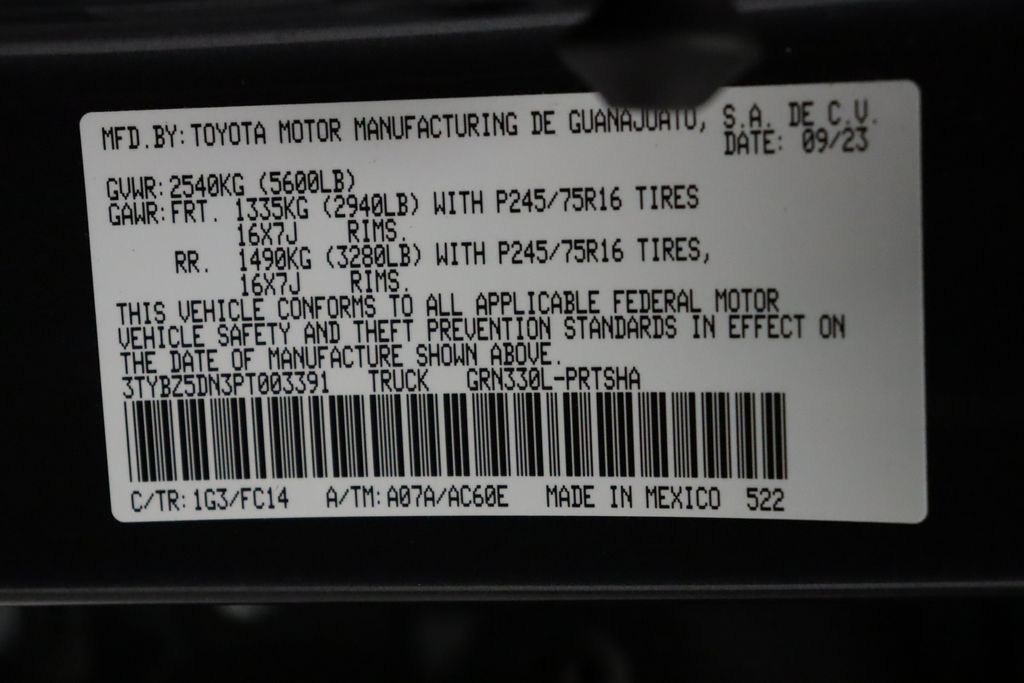 MFD.BY: TOYOTA MOTOR MANUFACTURING DE GUANAJUATO, S.A. DE C.V.
DATE: 09/23
GVWR: 2540KG (5600LB)
GAWR: FRT. 1335KG (2940LB) WITH P245/75R16 TIRES
16X7J RIMS.
RR. 1490KG (3280LB) WITH P245/75R16 TIRES,
16X7J RIMS.
THIS VEHICLE CONFORMS TO ALL APPLICABLE FEDERAL MOTOR
VEHICLE SAFETY AND THEFT PREVENTION STANDARDS IN EFFECT ON
THE DATE OF MANUFACTURE SHOWN ABOVE.
3TYBZ5DN3PT003391 TRUCK GRN330L-PRTSHA
C/TR: 1G3/FC14 A/TM: A07A/AC60E MADE IN MEXICO 522